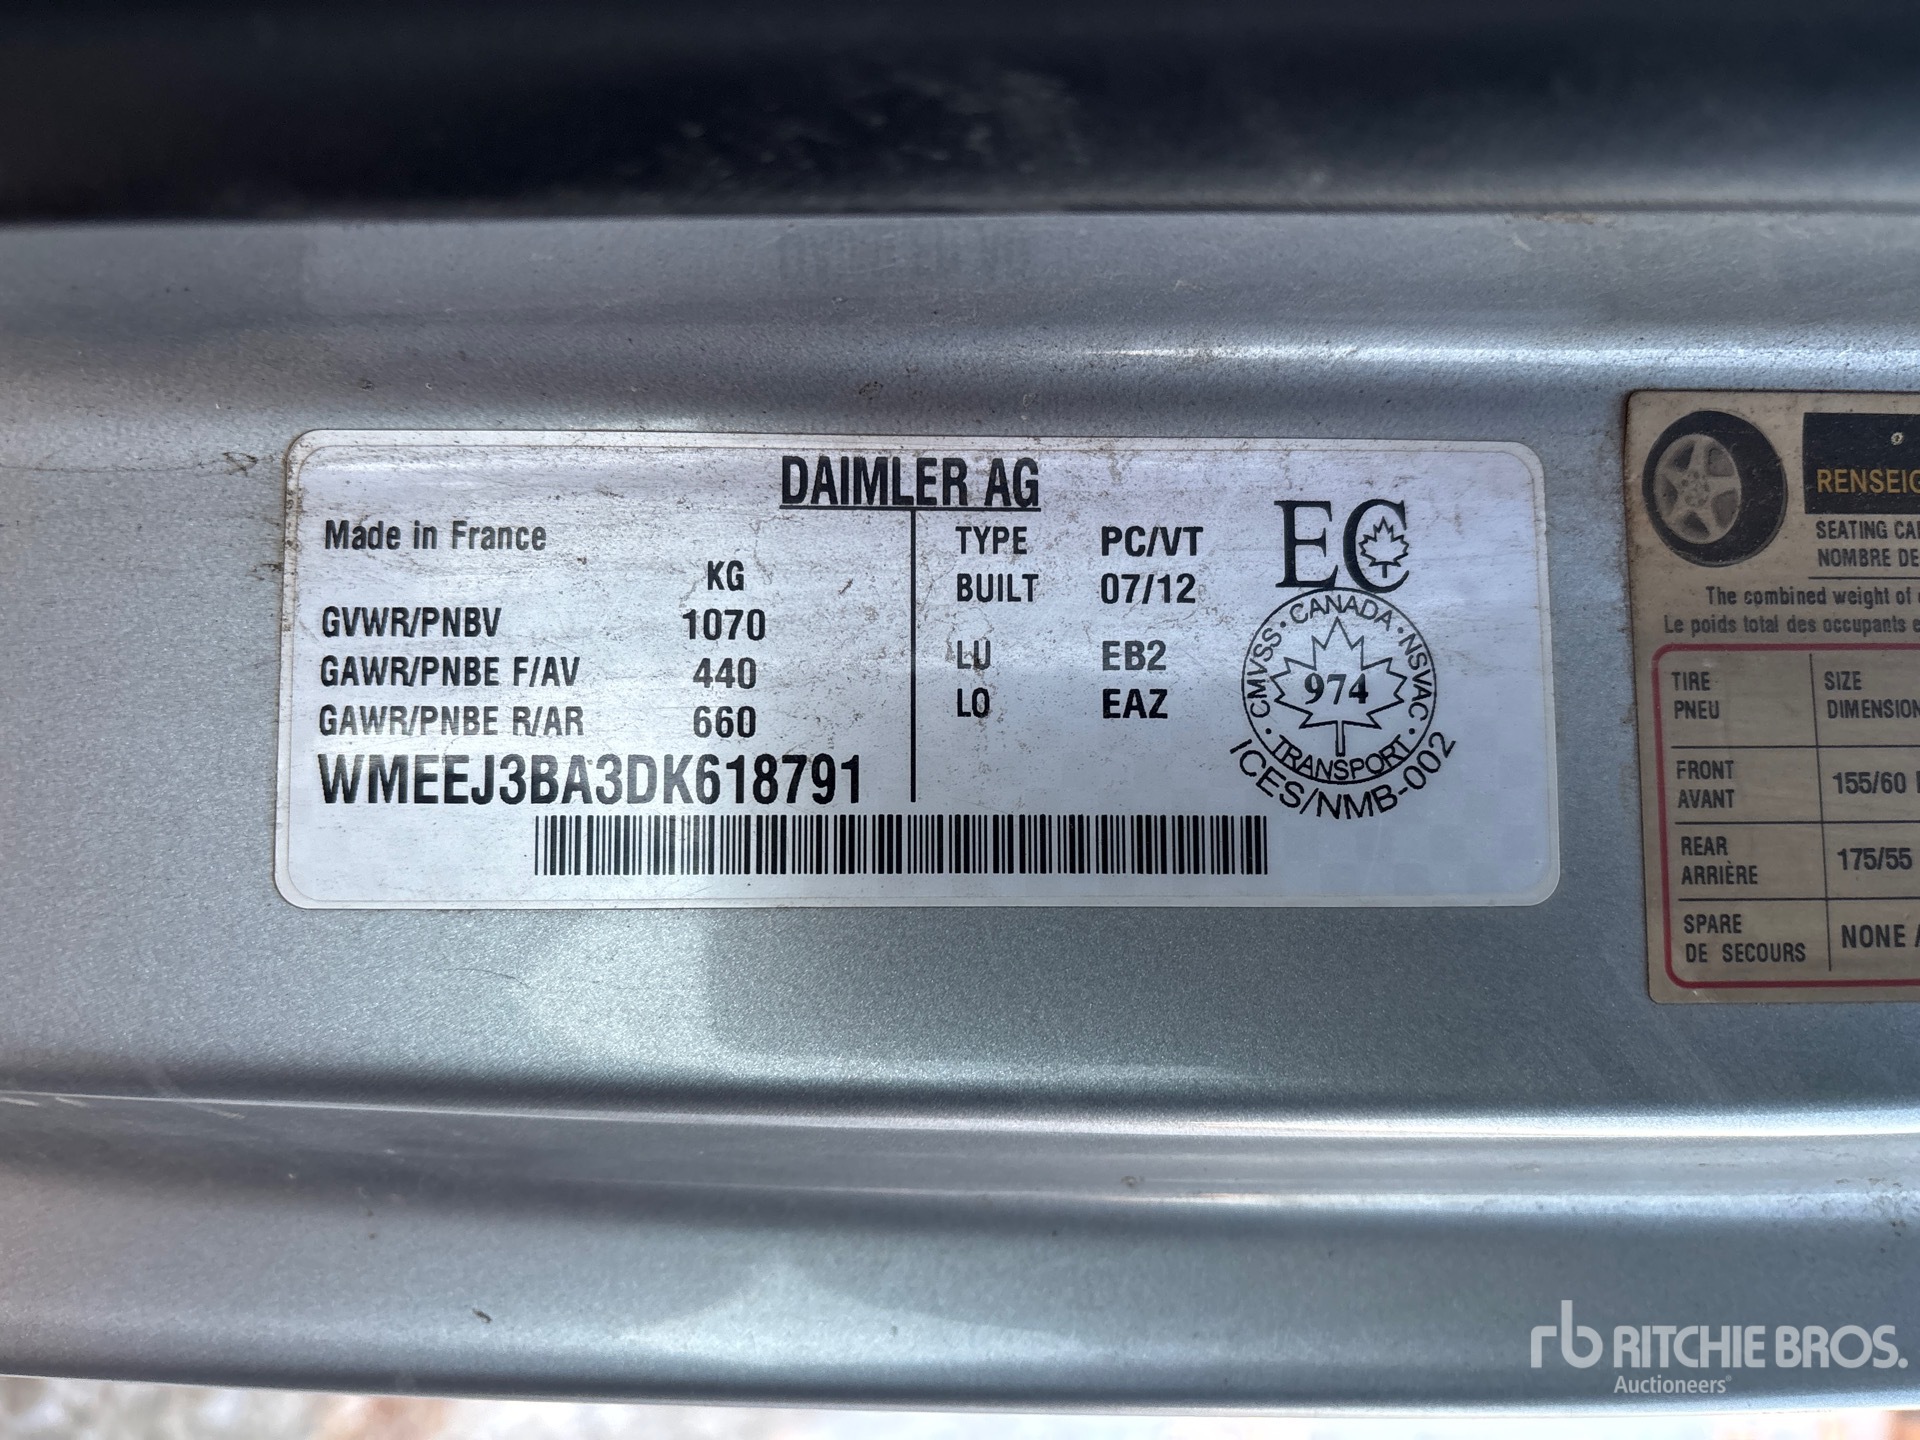 DAIMLER AG
Made in France
KG
GVWR/PNBV 1070
GAWR/PNBE F/AV 440
GAWR/PNBE R/AR 660
WMEEJ3BA3DK618791
TYPE PC/VT
BUILT 07/12
LU EB2
LO EAZ
EC
CMVSS · CANADA · NSVAC · TRANSPORT ·
974
ICES/NMB-002
SEATING
NOMBRE DE
The combined weight of
Le poids total des occupants
TIRE SIZE
PNEU
FRONT 155/60
AVANT
REAR 175/55
ARRIÈRE
SPARE NONE /
DE SECOURS
rb RITCHIE BROS.
Auctioneers